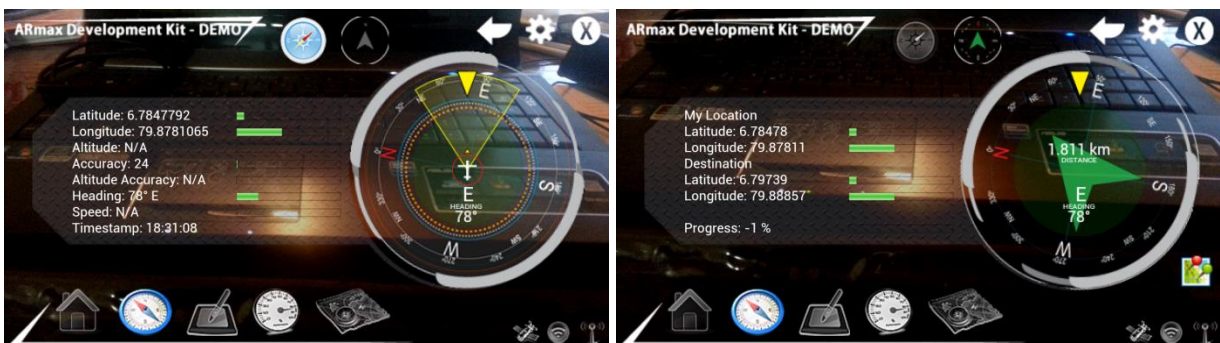 ARmax Development Kit - DEMO
X
Latitude: 6.7847792
Longitude: 79.8781065
Altitude: N/A
Accuracy: 24
Altitude Accuracy: N/A
Heading: 78° E
Speed: N/A
Timestamp: 18:31:08
N
E
S
W
E
HEADING
78°
ARmax Development Kit - DEMO
X
My Location
Latitude: 6.78478
Longitude: 79.87811
Destination
Latitude: 6.79739
Longitude: 79.88857
Progress: -1 %
N
E
S
W
1.811 km
DISTANCE
E
HEADING
78°